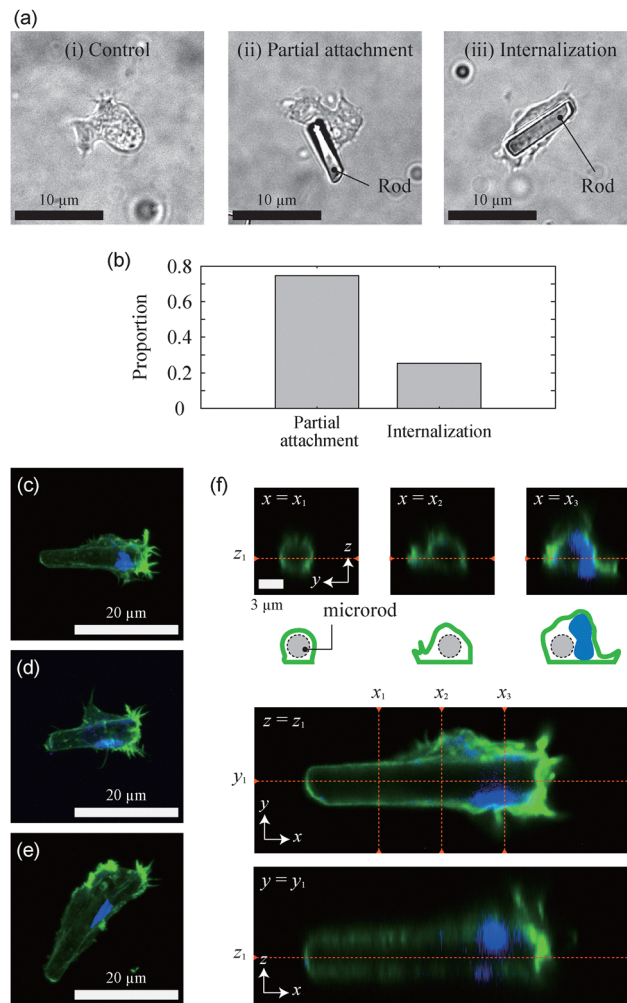 (a)
(i) Control
(ii) Partial attachment
(iii) Internalization
Rod
Rod
10 µm
10 µm
10 µm
(b)
Proportion
0.8
0.6
0.4
0.2
0
Partial
attachment
Internalization
(c)
20 µm
(d)
20 µm
(e)
20 µm
(f)
x = x₁
x = x₂
x = x₃
z₁
z
y
3 µm
microrod
x₁
x₂
x₃
z = z₁
y₁
y
x
y = y₁
z₁
z
x